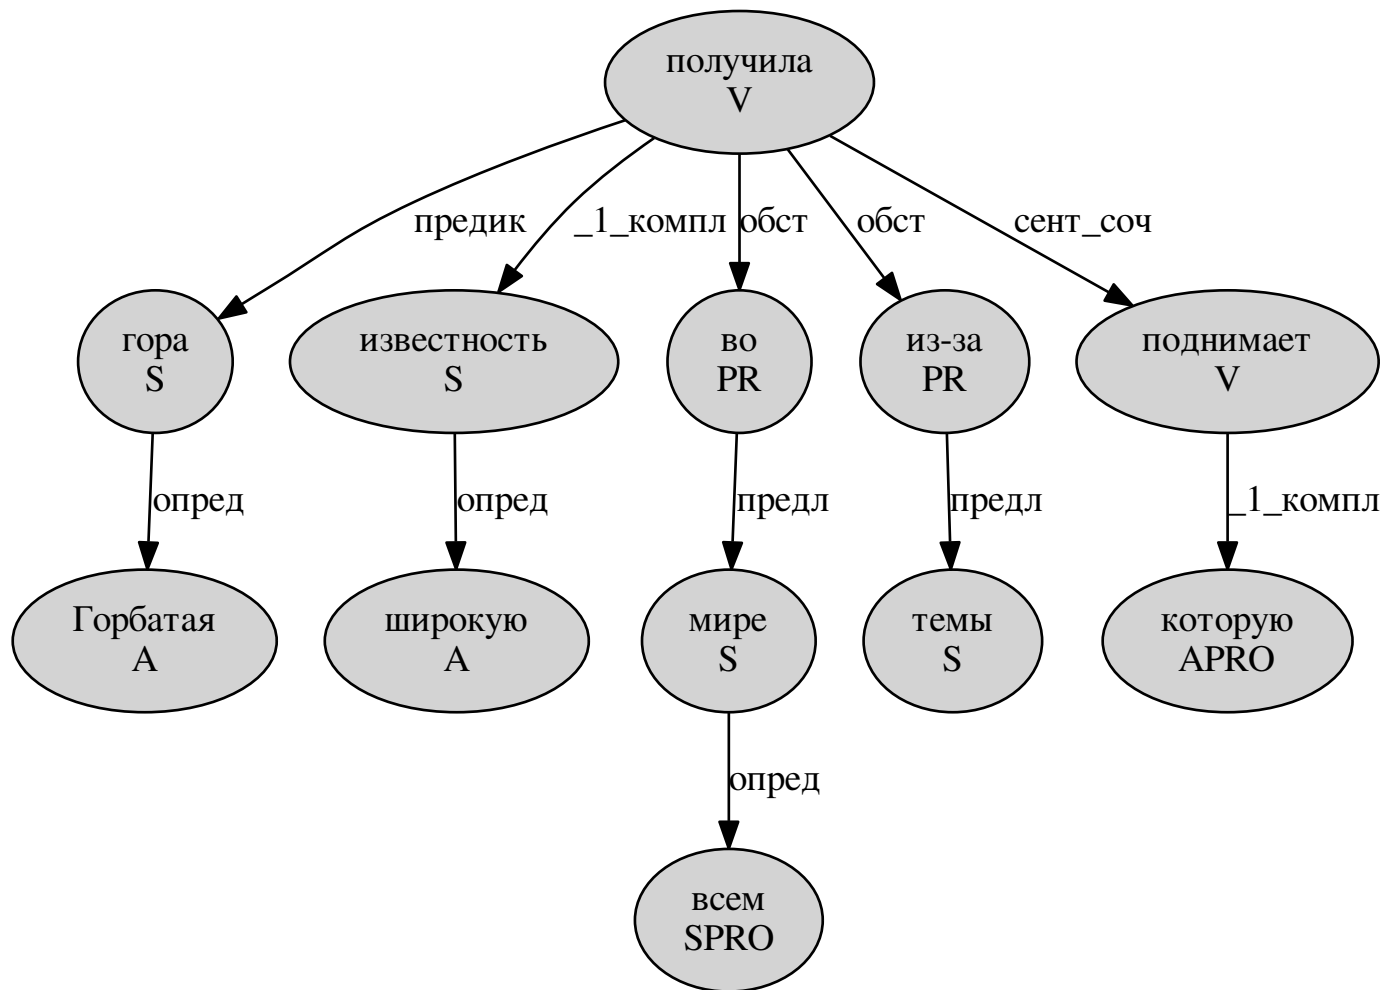 получила
V
предик
_1_компл
обст
обст
сент_соч
гора
S
известность
S
во
PR
из-за
PR
поднимает
V
опред
опред
предл
предл
_1_компл
Горбатая
A
широкую
A
мире
S
темы
S
которую
APRO
опред
всем
SPRO